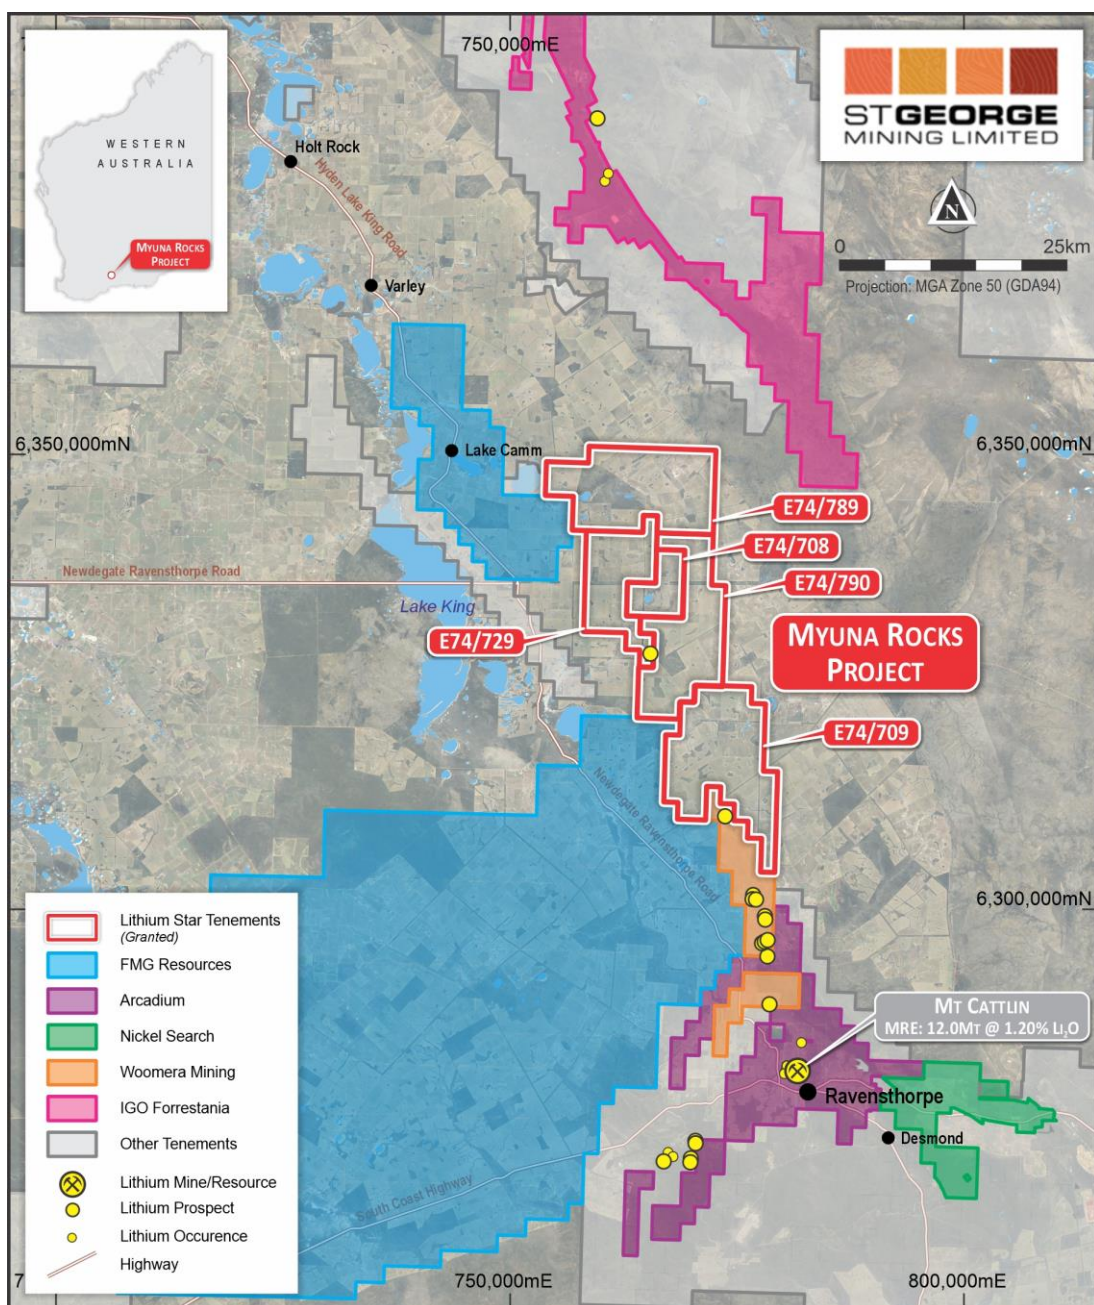 750,000mE
WESTERN
AUSTRALIA
MYUNA ROCKS
PROJECT
Holt Rock
Hyden Lake King Road
Varley
ST GEORGE
MINING LIMITED
N
0 25km
Projection: MGA Zone 50 (GDA94)
6,350,000mN
Lake Camm
6,350,000mN
E74/789
E74/708
E74/790
Newdegate Ravensthorpe Road
Lake King
E74/729
MYUNA ROCKS
PROJECT
E74/709
Newdegate Ravensthorpe Road
6,300,000mN
Lithium Star Tenements
(Granted)
FMG Resources
Arcadium
Nickel Search
Woomera Mining
IGO Forrestania
Other Tenements
Lithium Mine/Resource
Lithium Prospect
Lithium Occurence
Highway
MT CATTLIN
MRE: 12.0MT @ 1.20% LI₂O
Ravensthorpe
Desmond
South Coast Highway
750,000mE
800,000mE